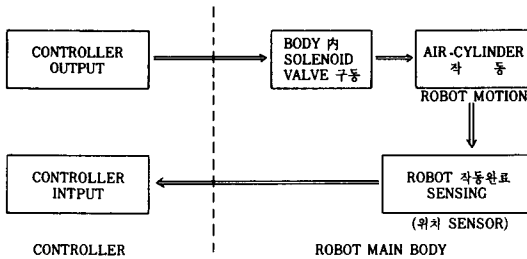 CONTROLLER
OUTPUT
BODY 內
SOLENOID
VALVE 구동
AIR-CYLINDER
작 동
ROBOT MOTION
CONTROLLER
INTPUT
ROBOT 작동완료
SENSING
(위치 SENSOR)
CONTROLLER
ROBOT MAIN BODY